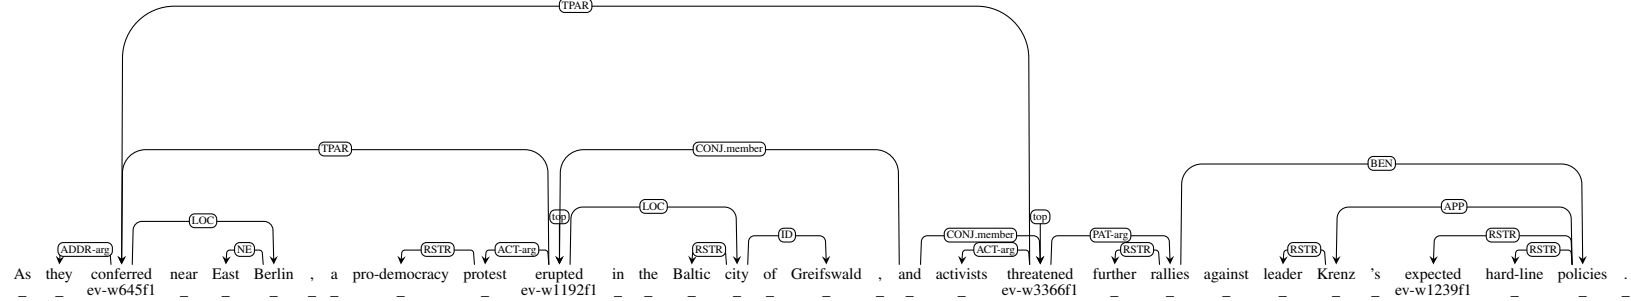 TPAR
TPAR CONJ.member
BEN
top LOC top APP
LOC
CONJ.member PAT-arg RSTR
ID
ADDR-arg NE RSTR ACT-arg RSTR ACT-arg RSTR RSTR RSTR
As they conferred near East Berlin , a pro-democracy protest erupted in the Baltic city of Greifswald , and activists threatened further rallies against leader Krenz 's expected hard-line policies .
_ _ ev-w645f1 _ _ _ _ _ _ _ ev-w1192f1 _ _ _ _ _ _ _ _ _ ev-w3366f1 _ _ _ _ _ _ ev-w1239f1 _ _ _